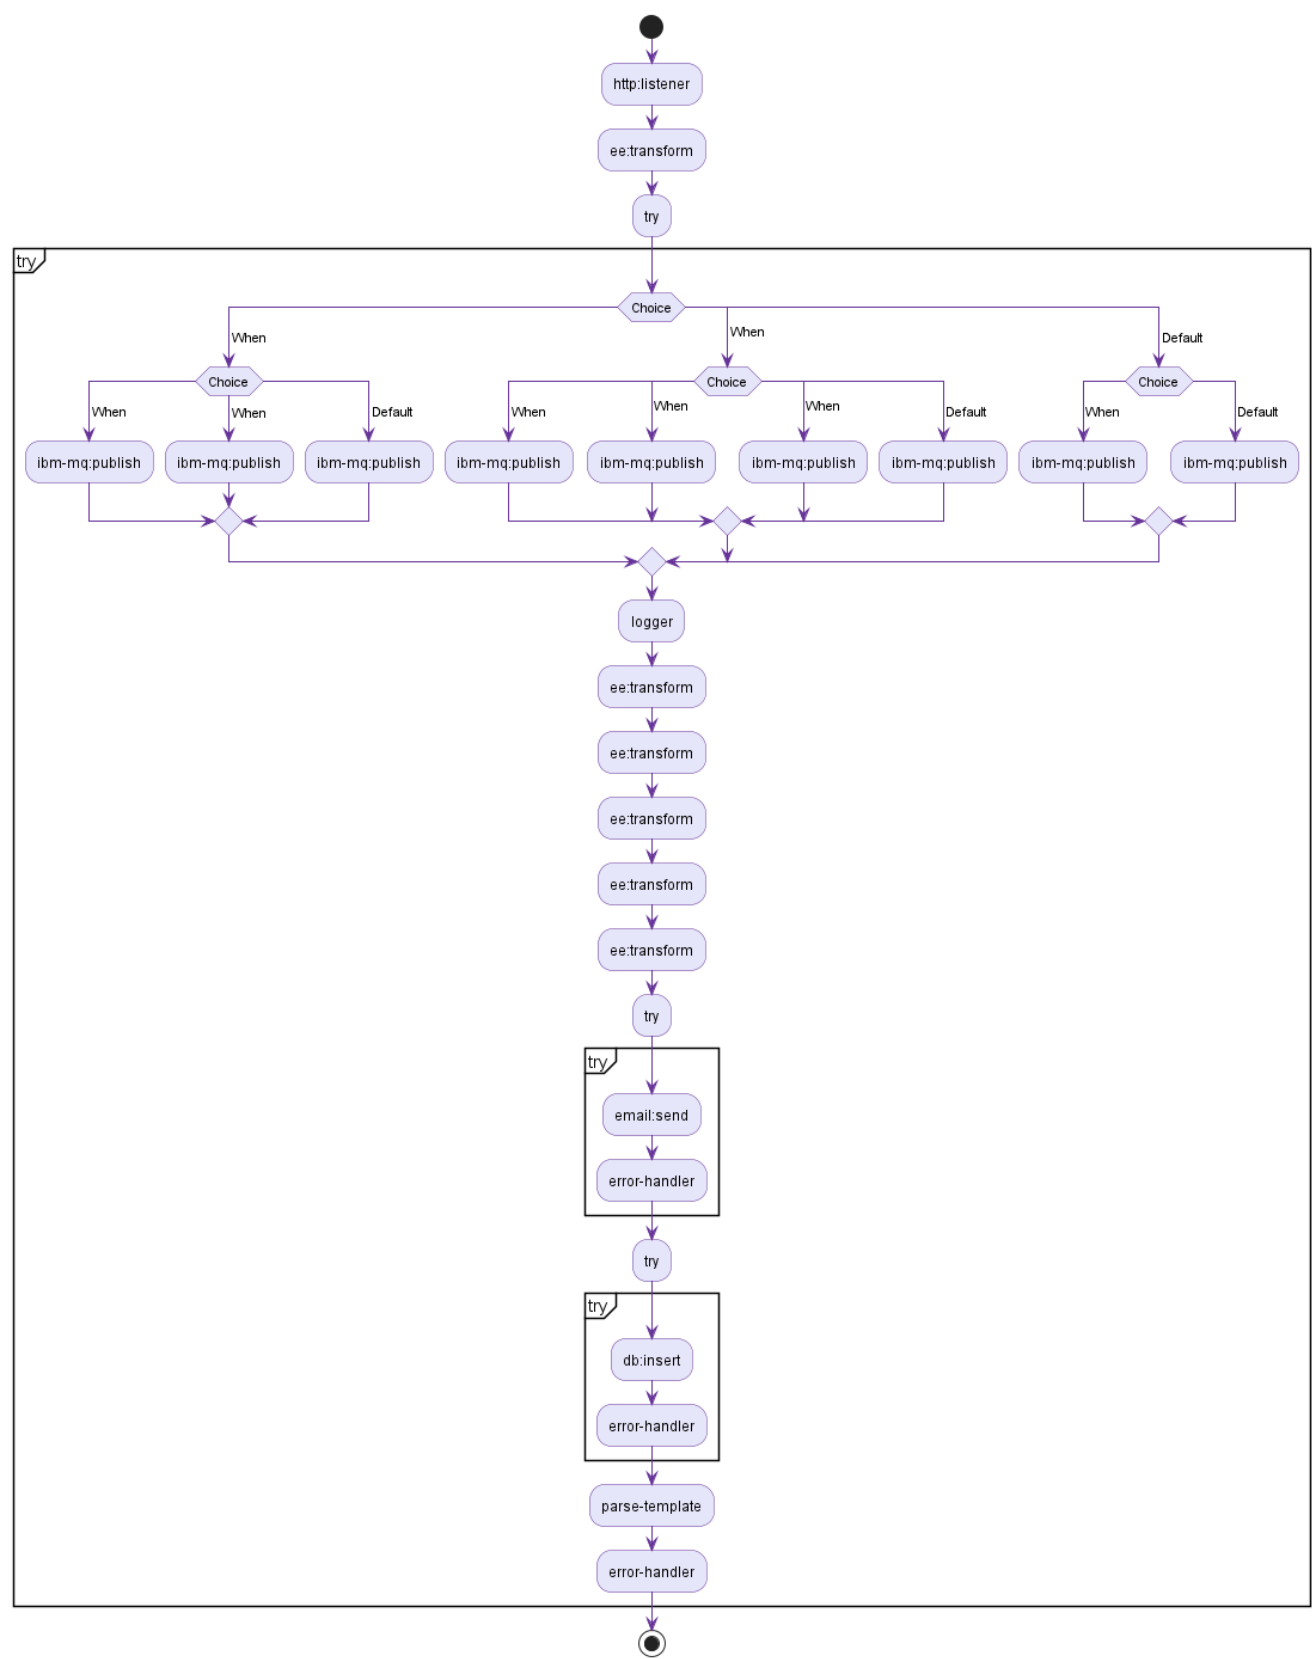 http:listener
ee:transform
try
try
Choice
When
When
Default
Choice
Choice
Choice
When
When
Default
When
When
When
Default
When
Default
ibm-mq:publish
ibm-mq:publish
ibm-mq:publish
ibm-mq:publish
ibm-mq:publish
ibm-mq:publish
ibm-mq:publish
ibm-mq:publish
ibm-mq:publish
logger
ee:transform
ee:transform
ee:transform
ee:transform
ee:transform
try
try
email:send
error-handler
try
try
db:insert
error-handler
parse-template
error-handler